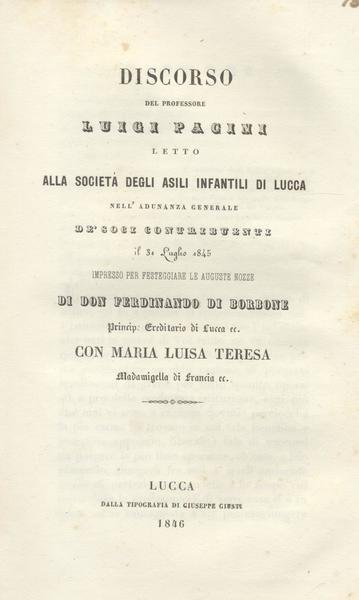 DISCORSO
DEL PROFESSORE
LUIGI PACINI
LETTO
ALLA SOCIETÀ DEGLI ASILI INFANTILI DI LUCCA
NELL' ADUNANZA GENERALE
DE' SOCI CONTRIBUENTI
il 31 Luglio 1845
IMPRESSO PER FESTEGGIARE LE AUGUSTE NOZZE
DI DON FERDINANDO DI BORBONE
Princip: Ereditario di Lucca ec.
CON MARIA LUISA TERESA
Madamigella di Francia ec.
LUCCA
DALLA TIPOGRAFIA DI GIUSEPPE GIUSTI
1846